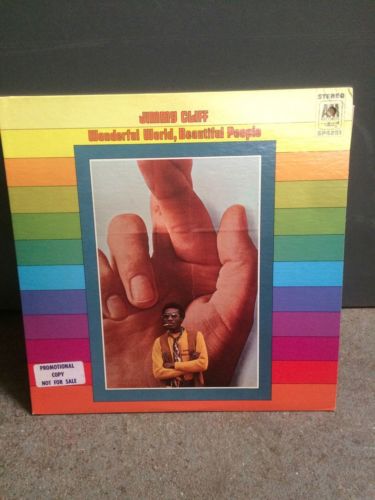 STEREO
A&M
SP4251
JIMMY CLIFF
Wonderful World, Beautiful People
PROMOTIONAL
COPY
NOT FOR SALE